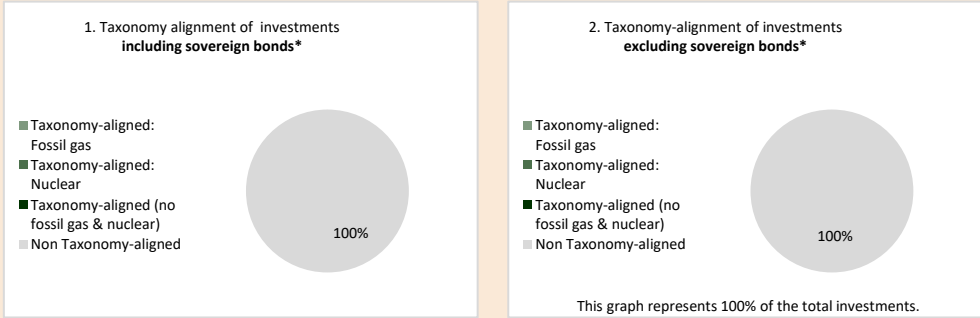 1. Taxonomy alignment of investments
including sovereign bonds*
Taxonomy-aligned:
Fossil gas
Taxonomy-aligned:
Nuclear
Taxonomy-aligned (no
fossil gas & nuclear)
Non Taxonomy-aligned
100%
2. Taxonomy-alignment of investments
excluding sovereign bonds*
Taxonomy-aligned:
Fossil gas
Taxonomy-aligned:
Nuclear
Taxonomy-aligned (no
fossil gas & nuclear)
Non Taxonomy-aligned
100%
This graph represents 100% of the total investments.